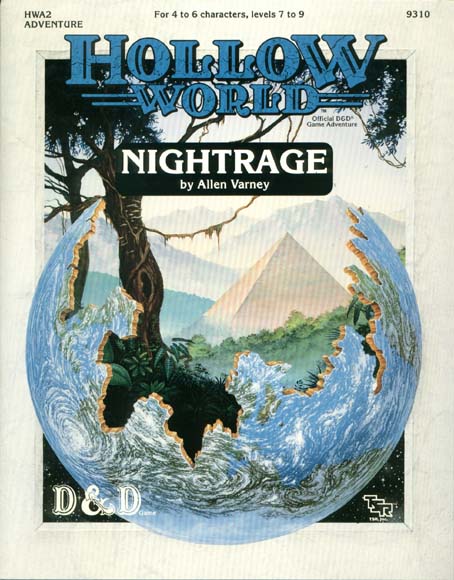 HWA2
ADVENTURE
For 4 to 6 characters, levels 7 to 9
9310
HOLLOW
WORLD
™
Official D&D®
Game Adventure
NIGHTRAGE
by Allen Varney
D&D
Game
TSR
TSR, Inc.